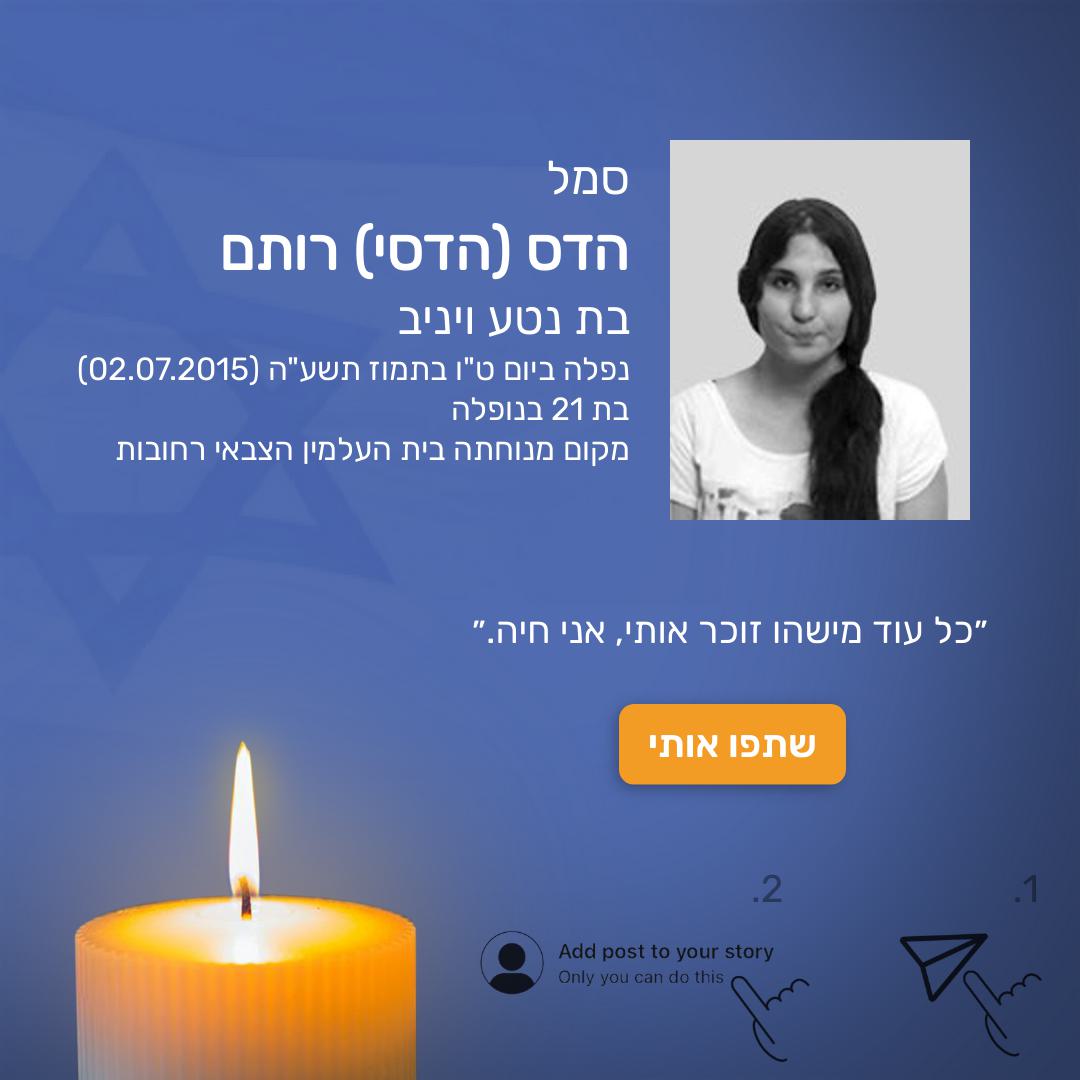 סמל
הדס (הדסי) רותם
בת נטע ויניב
נפלה ביום ט"ו בתמוז תשע"ה (02.07.2015)
בת 21 בנופלה
מקום מנוחתה בית העלמין הצבאי רחובות
״כל עוד מישהו זוכר אותי, אני חיה.״
שתפו אותי
1.
2.
Add post to your story
Only you can do this